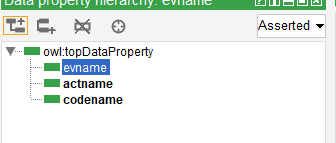 Data property hierarchy: evname
Asserted
owl:topDataProperty
evname
actname
codename